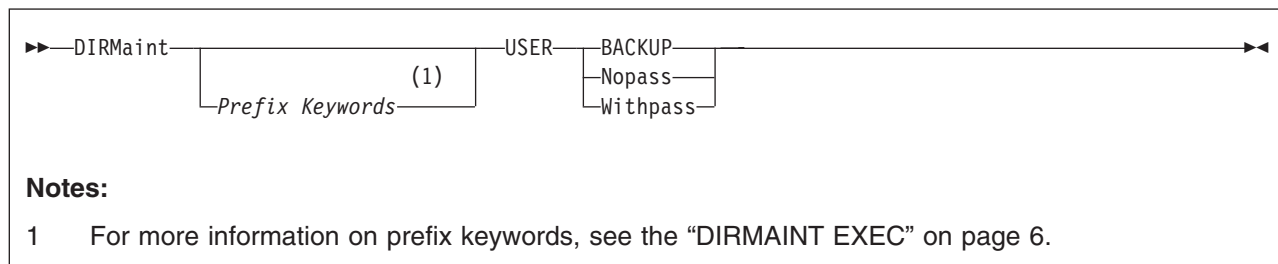 ►►—DIRMaint— —USER— —BACKUP— —►◄
(1) —Nopass—
—Prefix Keywords— —Withpass—
Notes:
1 For more information on prefix keywords, see the “DIRMAINT EXEC” on page 6.